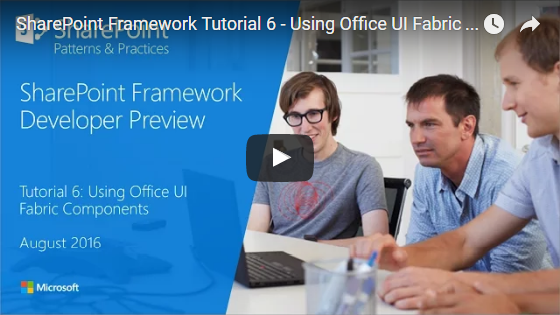 SharePoint Framework Tutorial 6 - Using Office UI Fabric ...
SharePoint
Patterns & Practices
SharePoint Framework
Developer Preview
Tutorial 6: Using Office UI
Fabric Components
August 2016
Microsoft